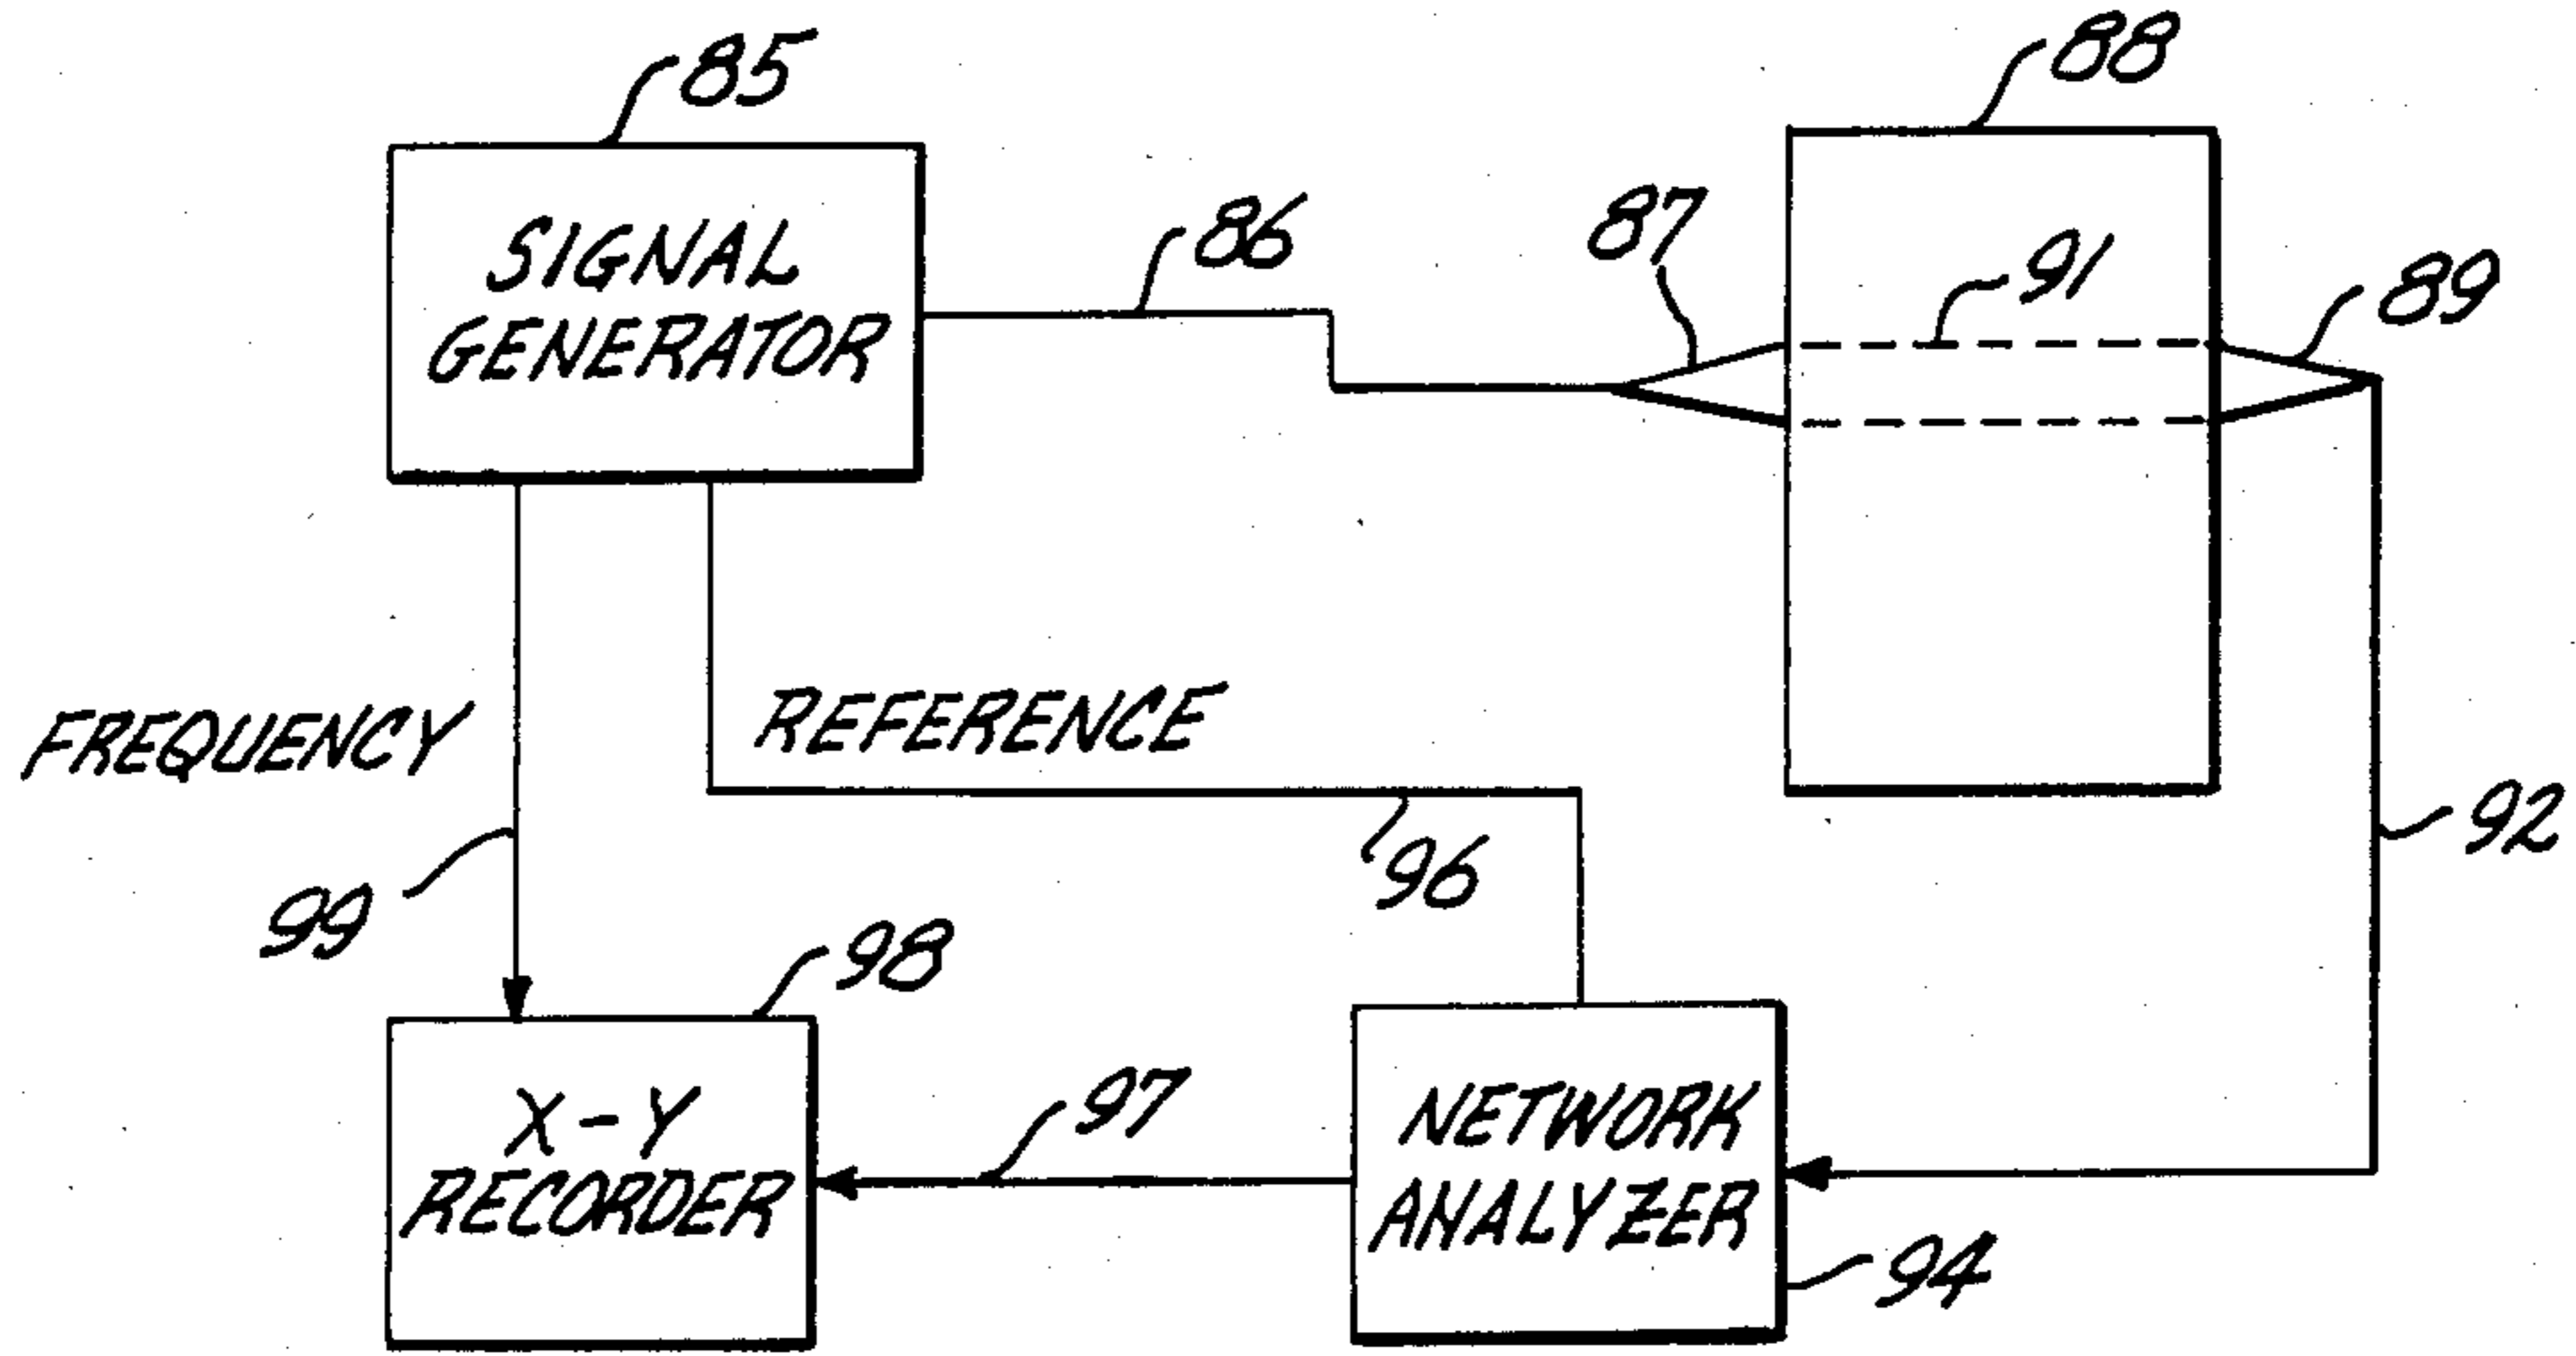 85
88
SIGNAL
GENERATOR
86
87
91
89
FREQUENCY
REFERENCE
99
96
92
98
X-Y
RECORDER
97
NETWORK
ANALYZER
94